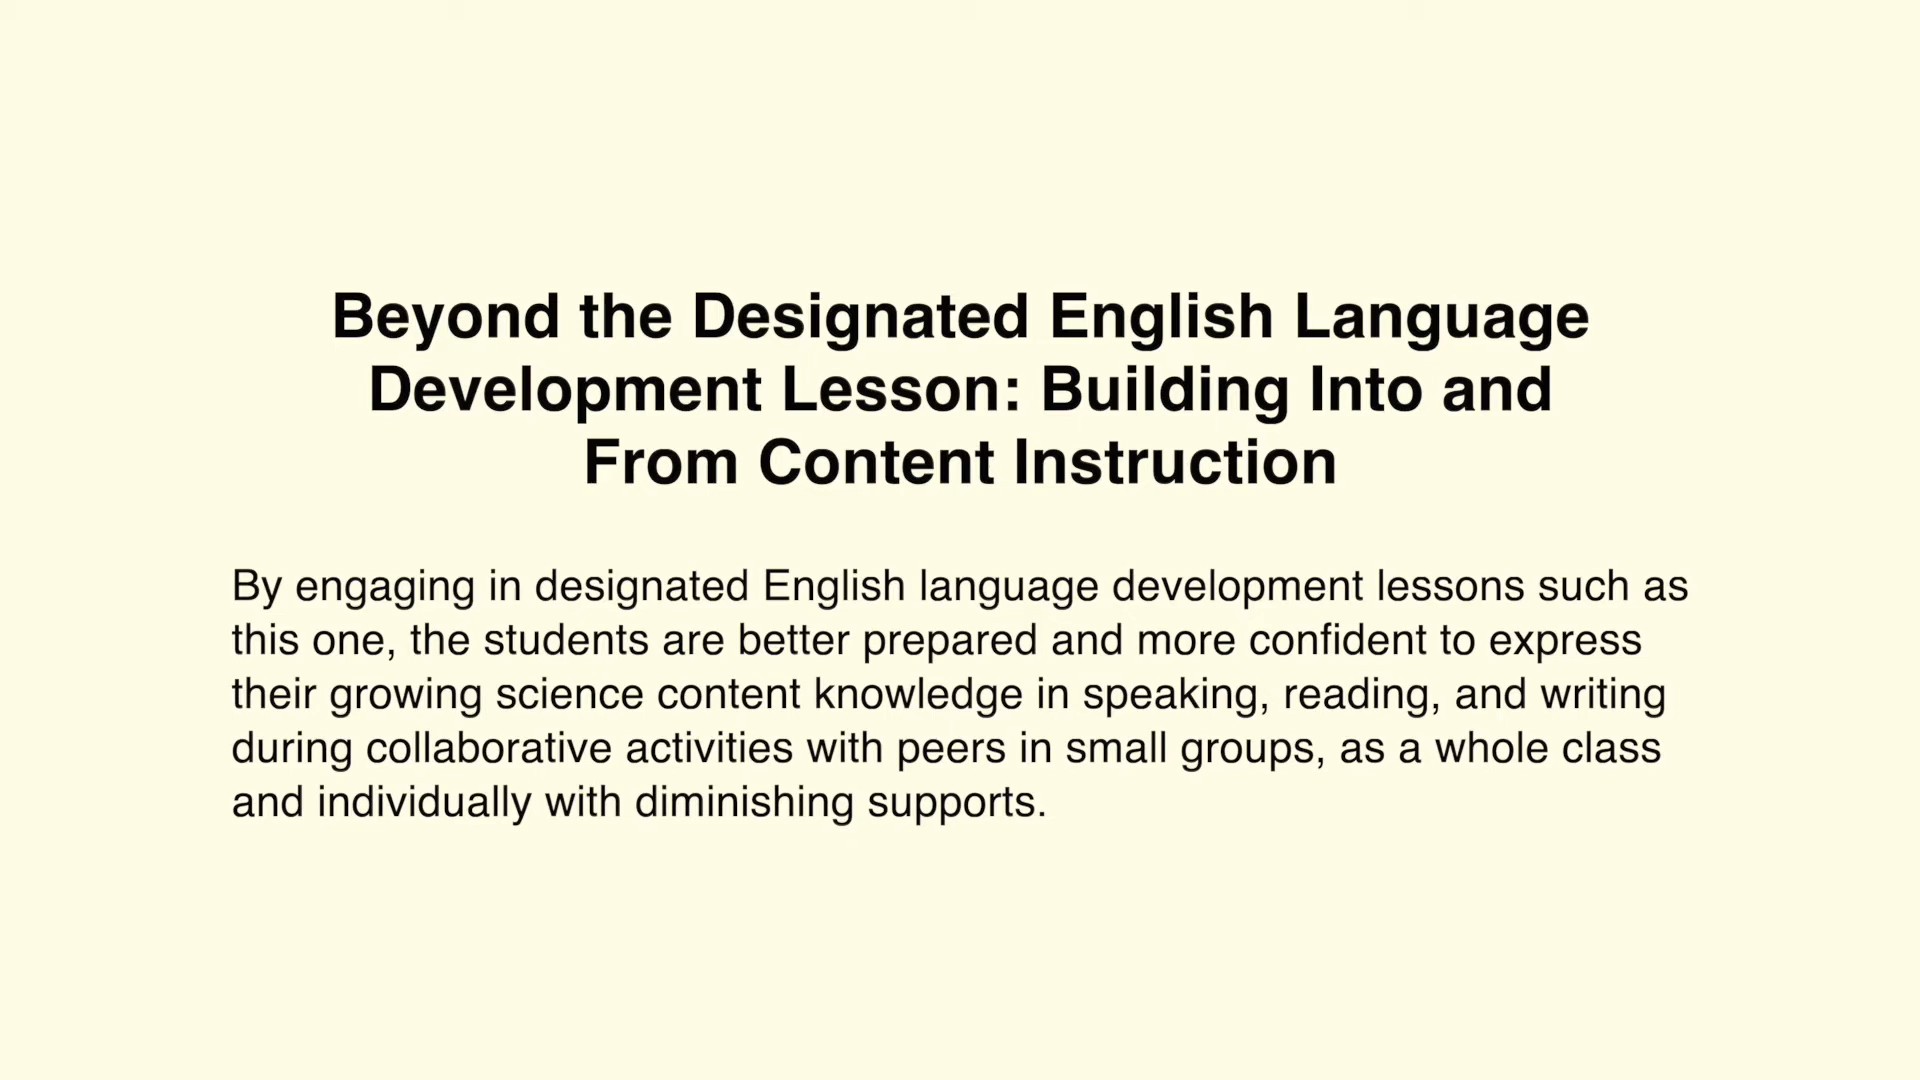 Beyond the Designated English Language
Development Lesson: Building Into and
From Content Instruction
By engaging in designated English language development lessons such as
this one, the students are better prepared and more confident to express
their growing science content knowledge in speaking, reading, and writing
during collaborative activities with peers in small groups, as a whole class
and individually with diminishing supports.